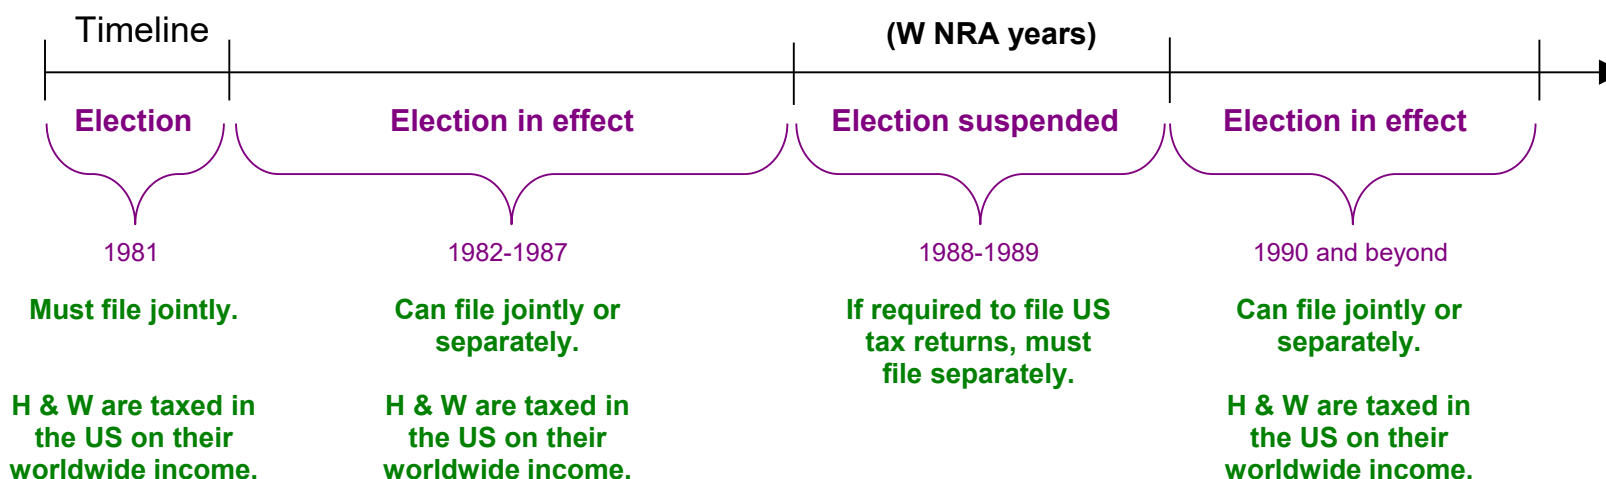 Timeline
(W NRA years)
Election
Election in effect
Election suspended
Election in effect
1981
1982-1987
1988-1989
1990 and beyond
Must file jointly.
Can file jointly or
separately.
If required to file US
tax returns, must
file separately.
Can file jointly or
separately.
H & W are taxed in
the US on their
worldwide income.
H & W are taxed in
the US on their
worldwide income.
H & W are taxed in
the US on their
worldwide income.